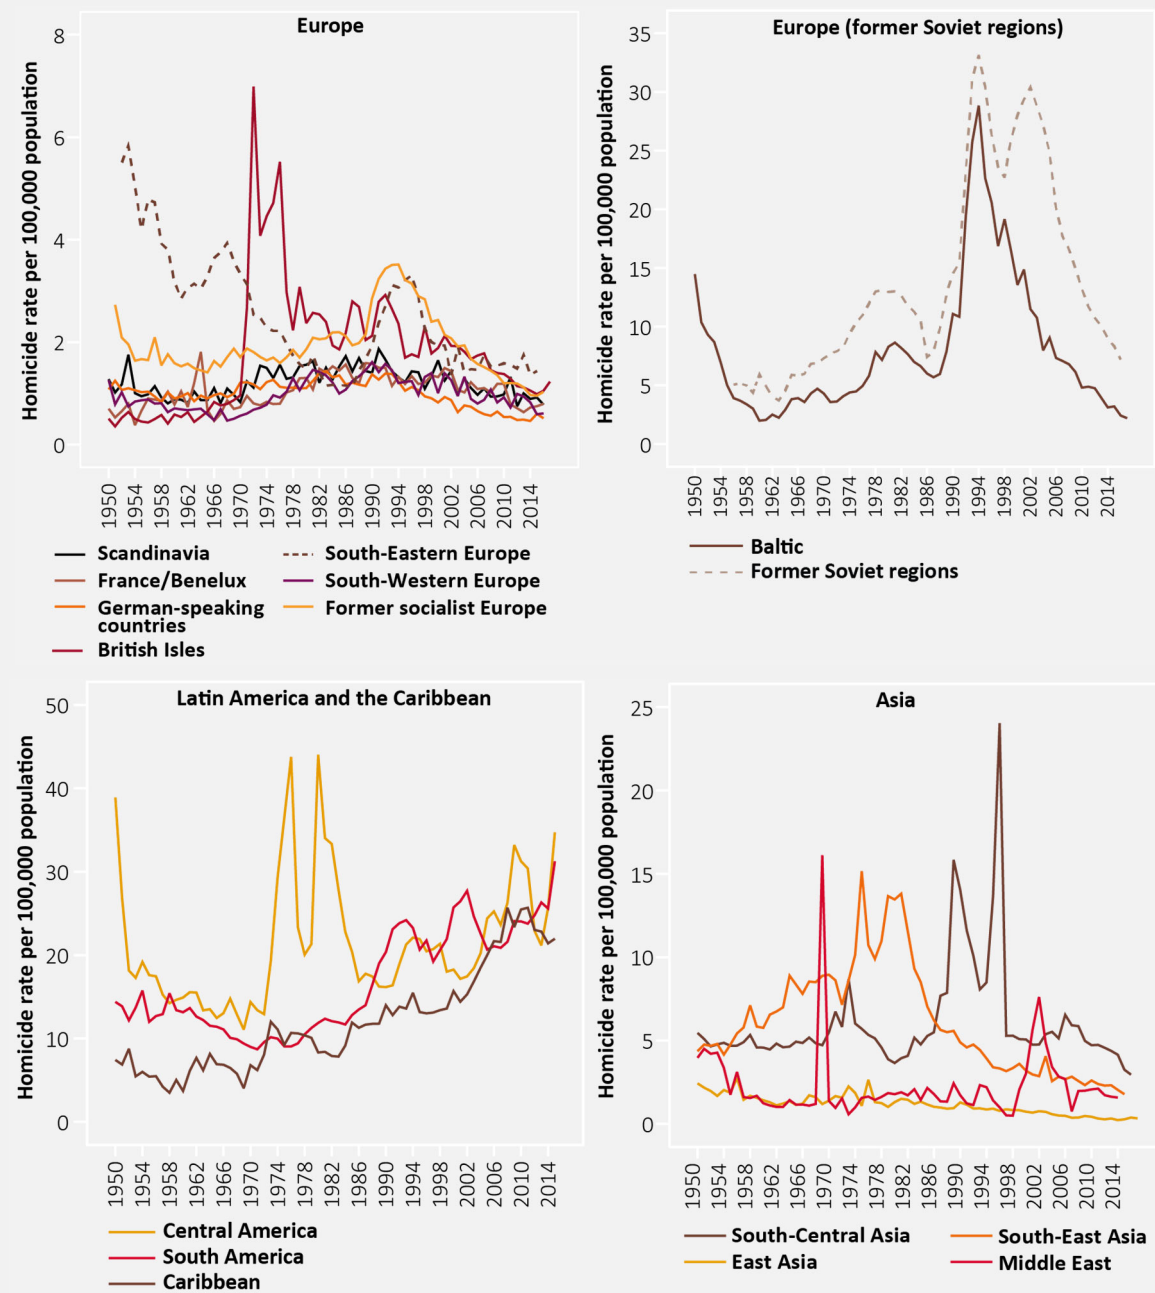 Europe
Homicide rate per 100,000 population
8
6
4
2
0
1950 1954 1958 1962 1966 1970 1974 1978 1982 1986 1990 1994 1998 2002 2006 2010 2014
Scandinavia
France/Benelux
German-speaking
countries
British Isles
South-Eastern Europe
South-Western Europe
Former socialist Europe
Europe (former Soviet regions)
Homicide rate per 100,000 population
35
30
25
20
15
10
5
0
1950 1954 1958 1962 1966 1970 1974 1978 1982 1986 1990 1994 1998 2002 2006 2010 2014
Baltic
Former Soviet regions
Latin America and the Caribbean
Homicide rate per 100,000 population
50
40
30
20
10
0
1950 1954 1958 1962 1966 1970 1974 1978 1982 1986 1990 1994 1998 2002 2006 2010 2014
Central America
South America
Caribbean
Asia
Homicide rate per 100,000 population
25
20
15
10
5
0
1950 1954 1958 1962 1966 1970 1974 1978 1982 1986 1990 1994 1998 2002 2006 2010 2014
South-Central Asia
East Asia
South-East Asia
Middle East